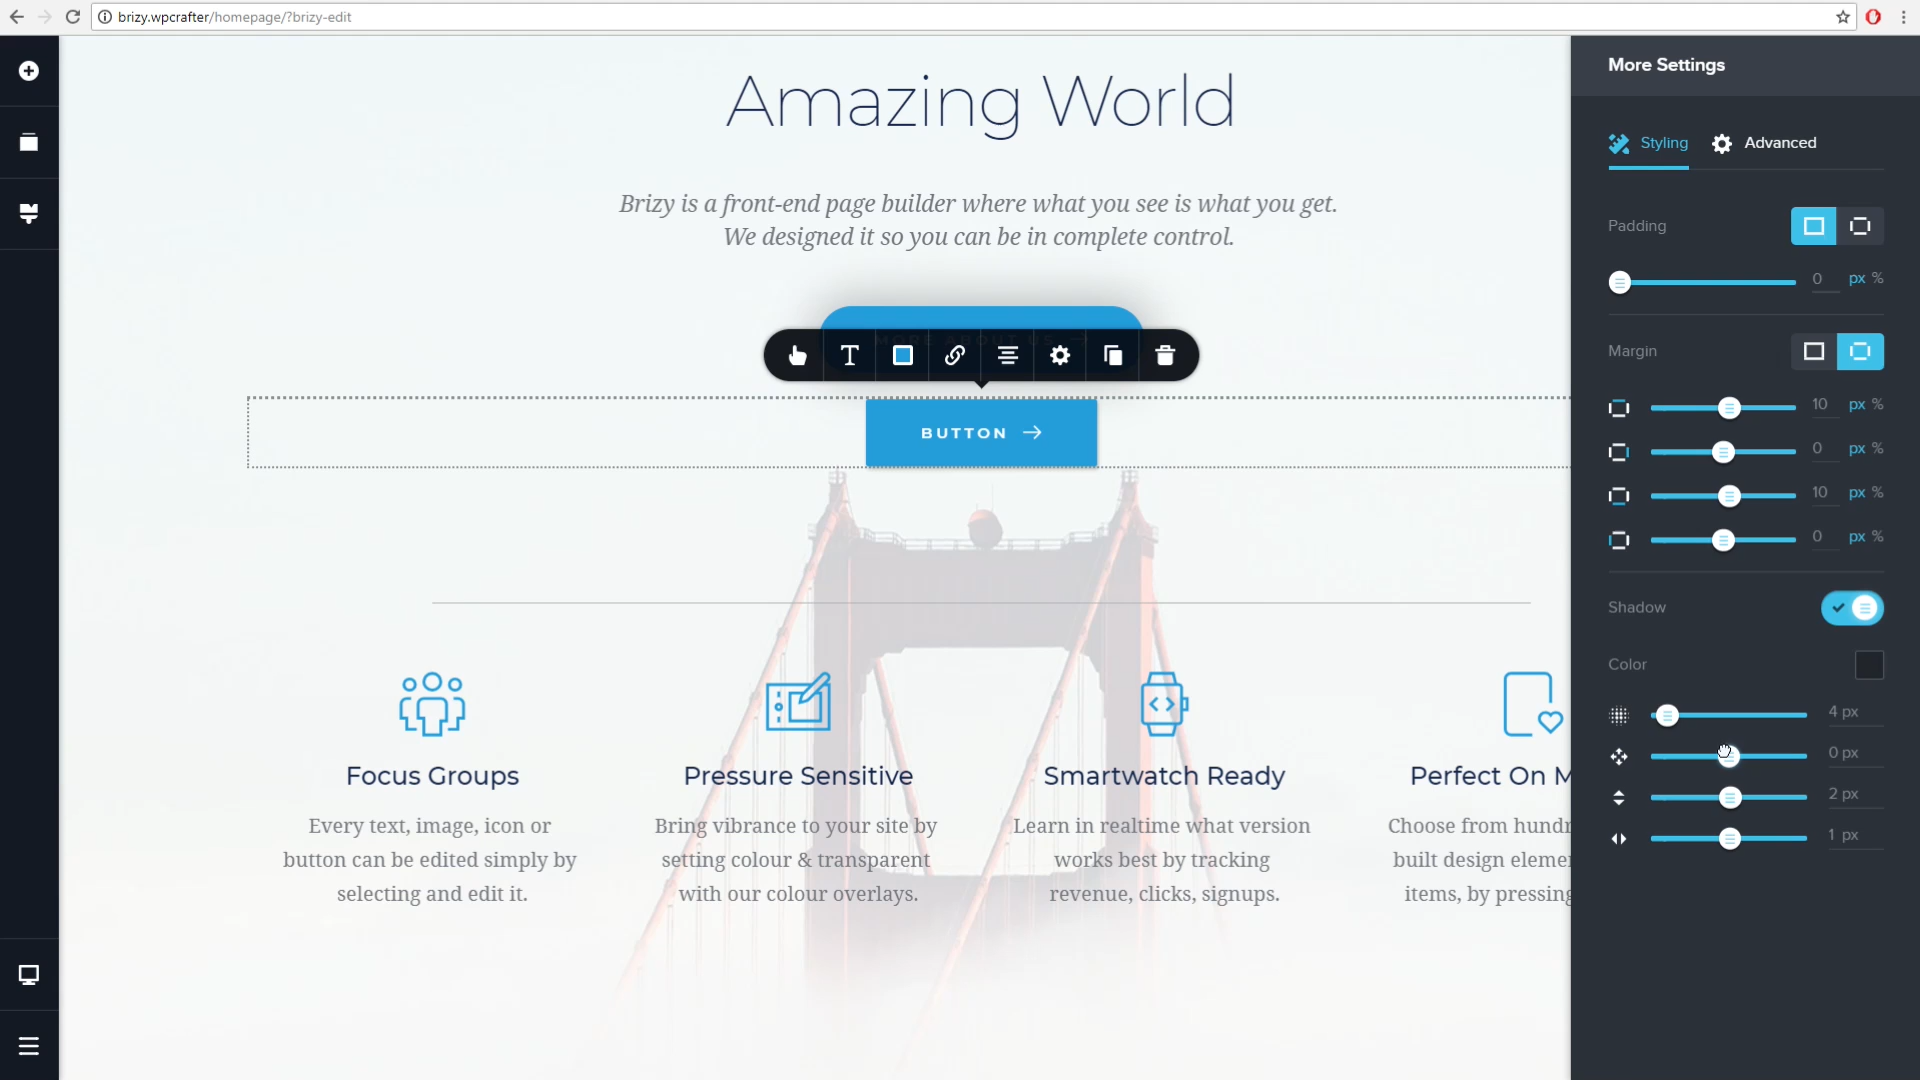 brizy.wpcrafter/homepage/?brizy-edit
Amazing World
Brizy is a front-end page builder where what you see is what you get.
We designed it so you can be in complete control.
MORE ABOUT US
BUTTON
Focus Groups
Every text, image, icon or
button can be edited simply by
selecting and edit it.
Pressure Sensitive
Bring vibrance to your site by
setting colour & transparent
with our colour overlays.
Smartwatch Ready
Learn in realtime what version
works best by tracking
revenue, clicks, signups.
Perfect On M
Choose from hundr
built design eleme
items, by pressing
More Settings
Styling
Advanced
Padding
0 px %
Margin
10 px %
0 px %
10 px %
0 px %
Shadow
Color
4 px
0 px
2 px
1 px